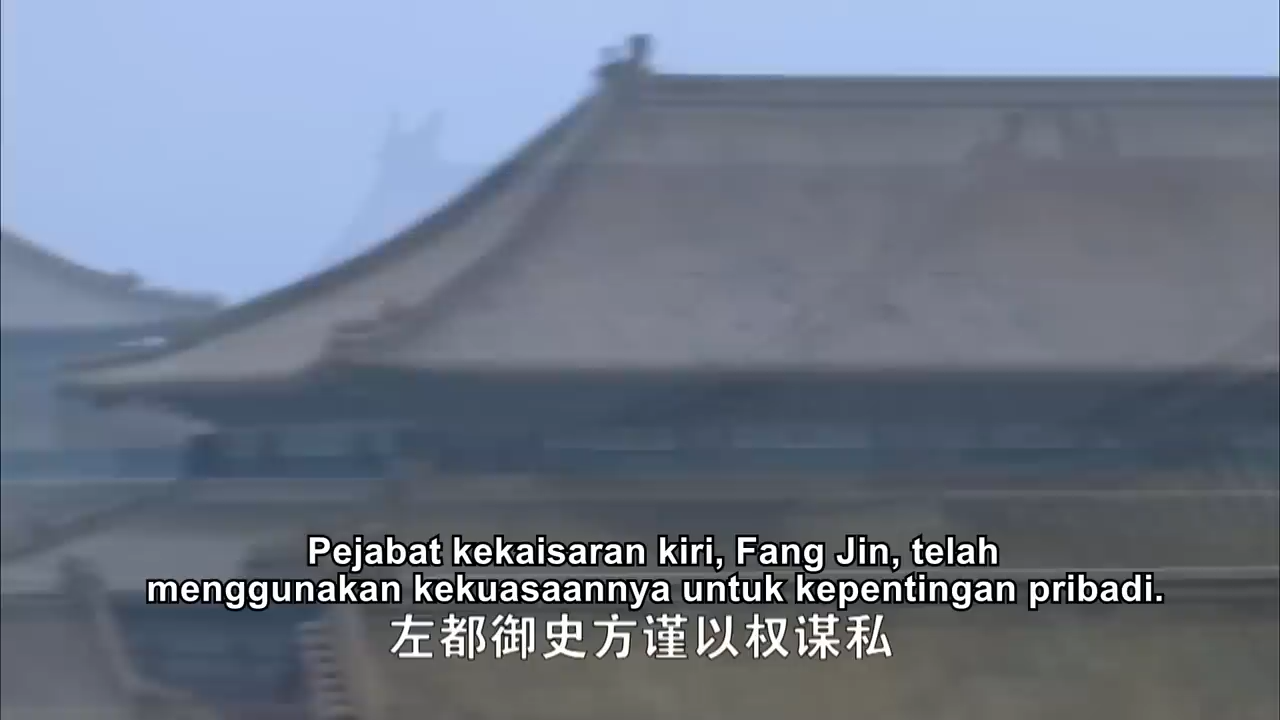 Pejabat kekaisaran kiri, Fang Jin, telah
menggunakan kekuasaannya untuk kepentingan pribadi.
左都御史方谨以权谋私